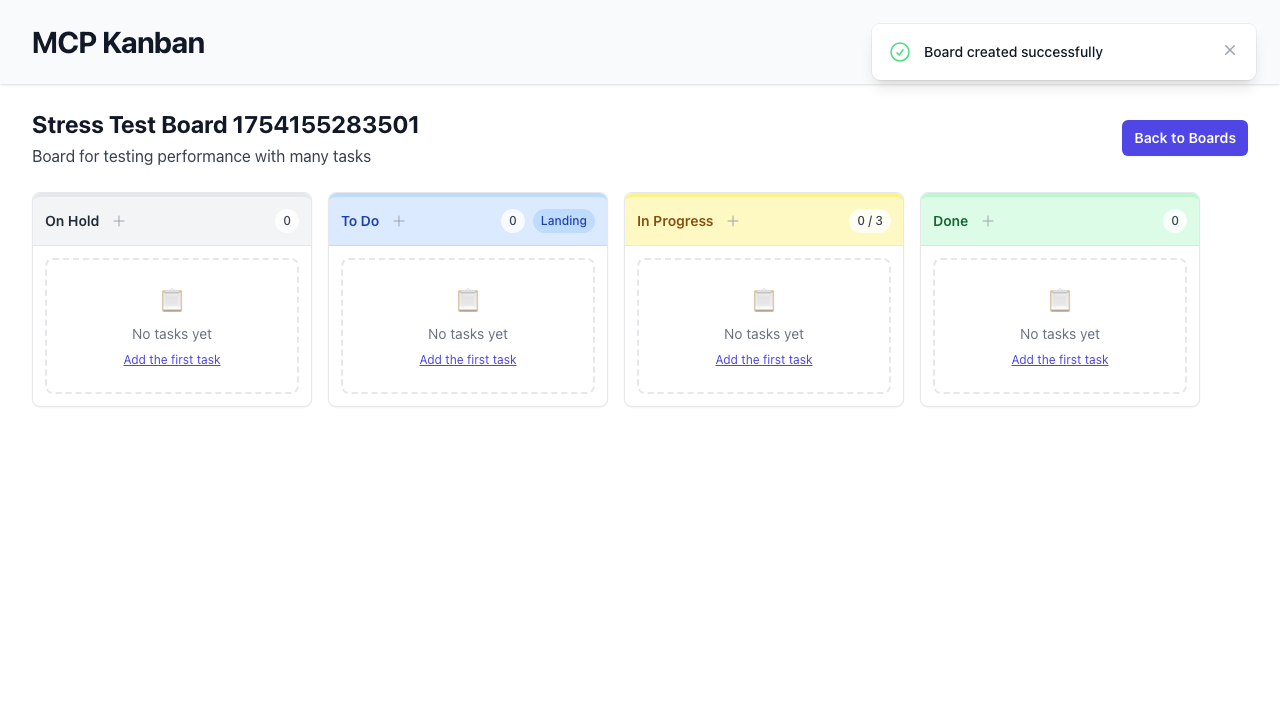 MCP Kanban
Board created successfully
Stress Test Board 1754155283501
Board for testing performance with many tasks
Back to Boards
On Hold
0
To Do
0
Landing
In Progress
0 / 3
Done
0
No tasks yet
Add the first task
No tasks yet
Add the first task
No tasks yet
Add the first task
No tasks yet
Add the first task